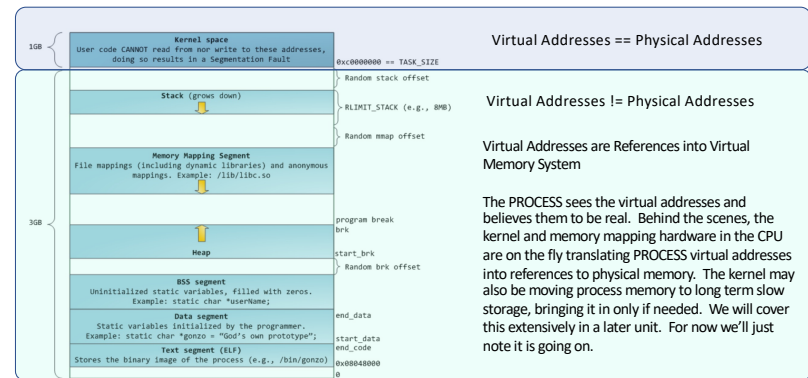 1GB
Kernel space
User code CANNOT read from nor write to these addresses,
doing so results in a Segmentation Fault
0xc0000000 == TASK_SIZE
Random stack offset
Stack (grows down)
RLIMIT_STACK (e.g., 8MB)
Random mmap offset
Memory Mapping Segment
File mappings (including dynamic libraries) and anonymous
mappings. Example: /lib/libc.so
3GB
program break
brk
Heap
start_brk
Random brk offset
BSS segment
Uninitialized static variables, filled with zeros.
Example: static char *userName;
Data segment
Static variables initialized by the programmer.
Example: static char *gonzo = "God's own prototype";
end_data
start_data
Text segment (ELF)
Stores the binary image of the process (e.g., /bin/gonzo)
end_code
0x08048000
0
Virtual Addresses == Physical Addresses
Virtual Addresses != Physical Addresses
Virtual Addresses are References into Virtual
Memory System
The PROCESS sees the virtual addresses and
believes them to be real. Behind the scenes, the
kernel and memory mapping hardware in the CPU
are on the fly translating PROCESS virtual addresses
into references to physical memory. The kernel may
also be moving process memory to long term slow
storage, bringing it in only if needed. We will cover
this extensively in a later unit. For now we'll just
note it is going on.